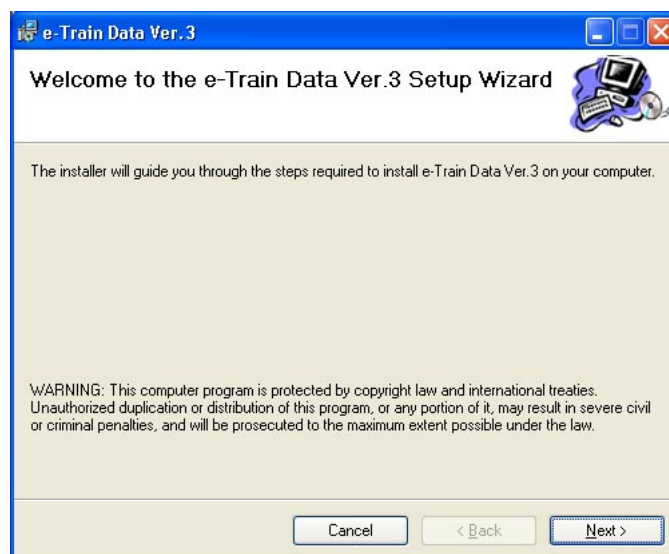 e-Train Data Ver.3
Welcome to the e-Train Data Ver.3 Setup Wizard
The installer will guide you through the steps required to install e-Train Data Ver.3 on your computer.
WARNING: This computer program is protected by copyright law and international treaties.
Unauthorized duplication or distribution of this program, or any portion of it, may result in severe civil
or criminal penalties, and will be prosecuted to the maximum extent possible under the law.
Cancel < Back Next >